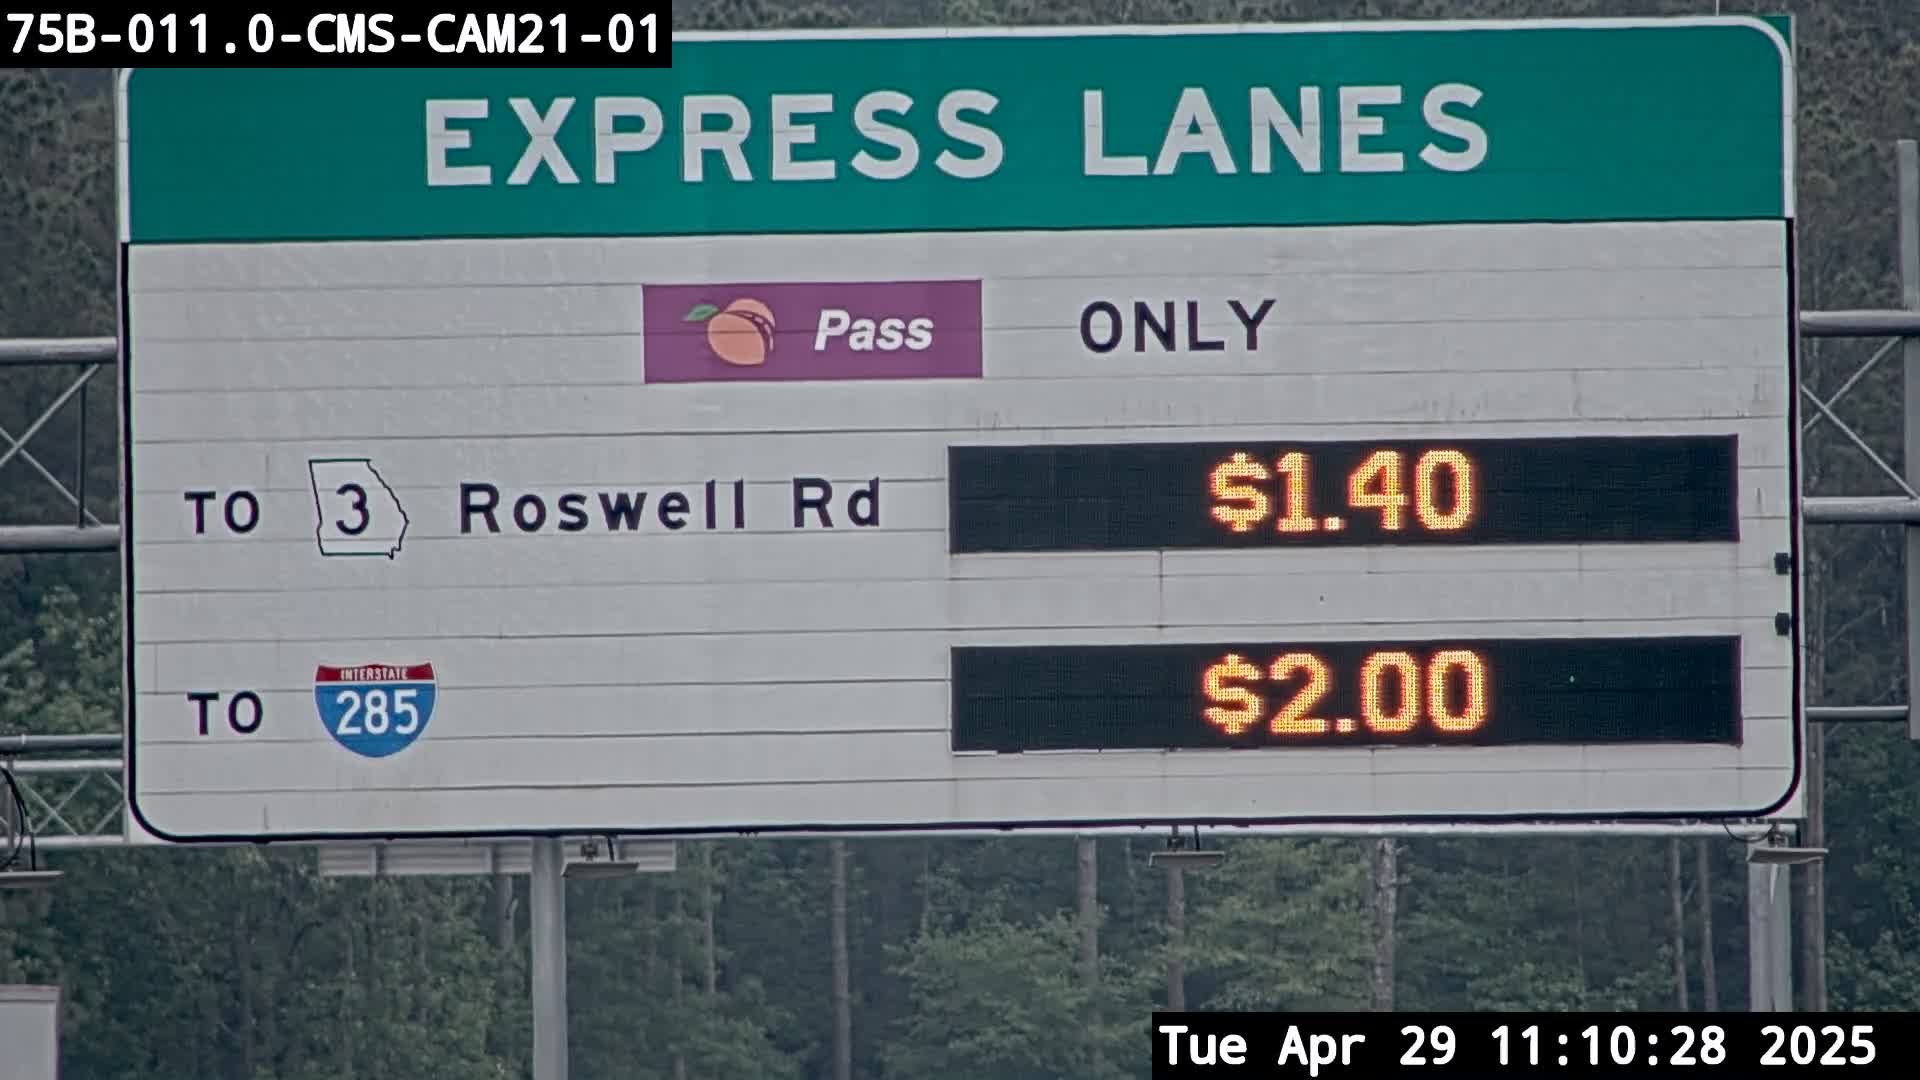 75B-011.0-CMS-CAM21-01
EXPRESS LANES
Pass ONLY
TO 3 Roswell Rd $1.40
INTERSTATE
TO 285 $2.00
Tue Apr 29 11:10:28 2025